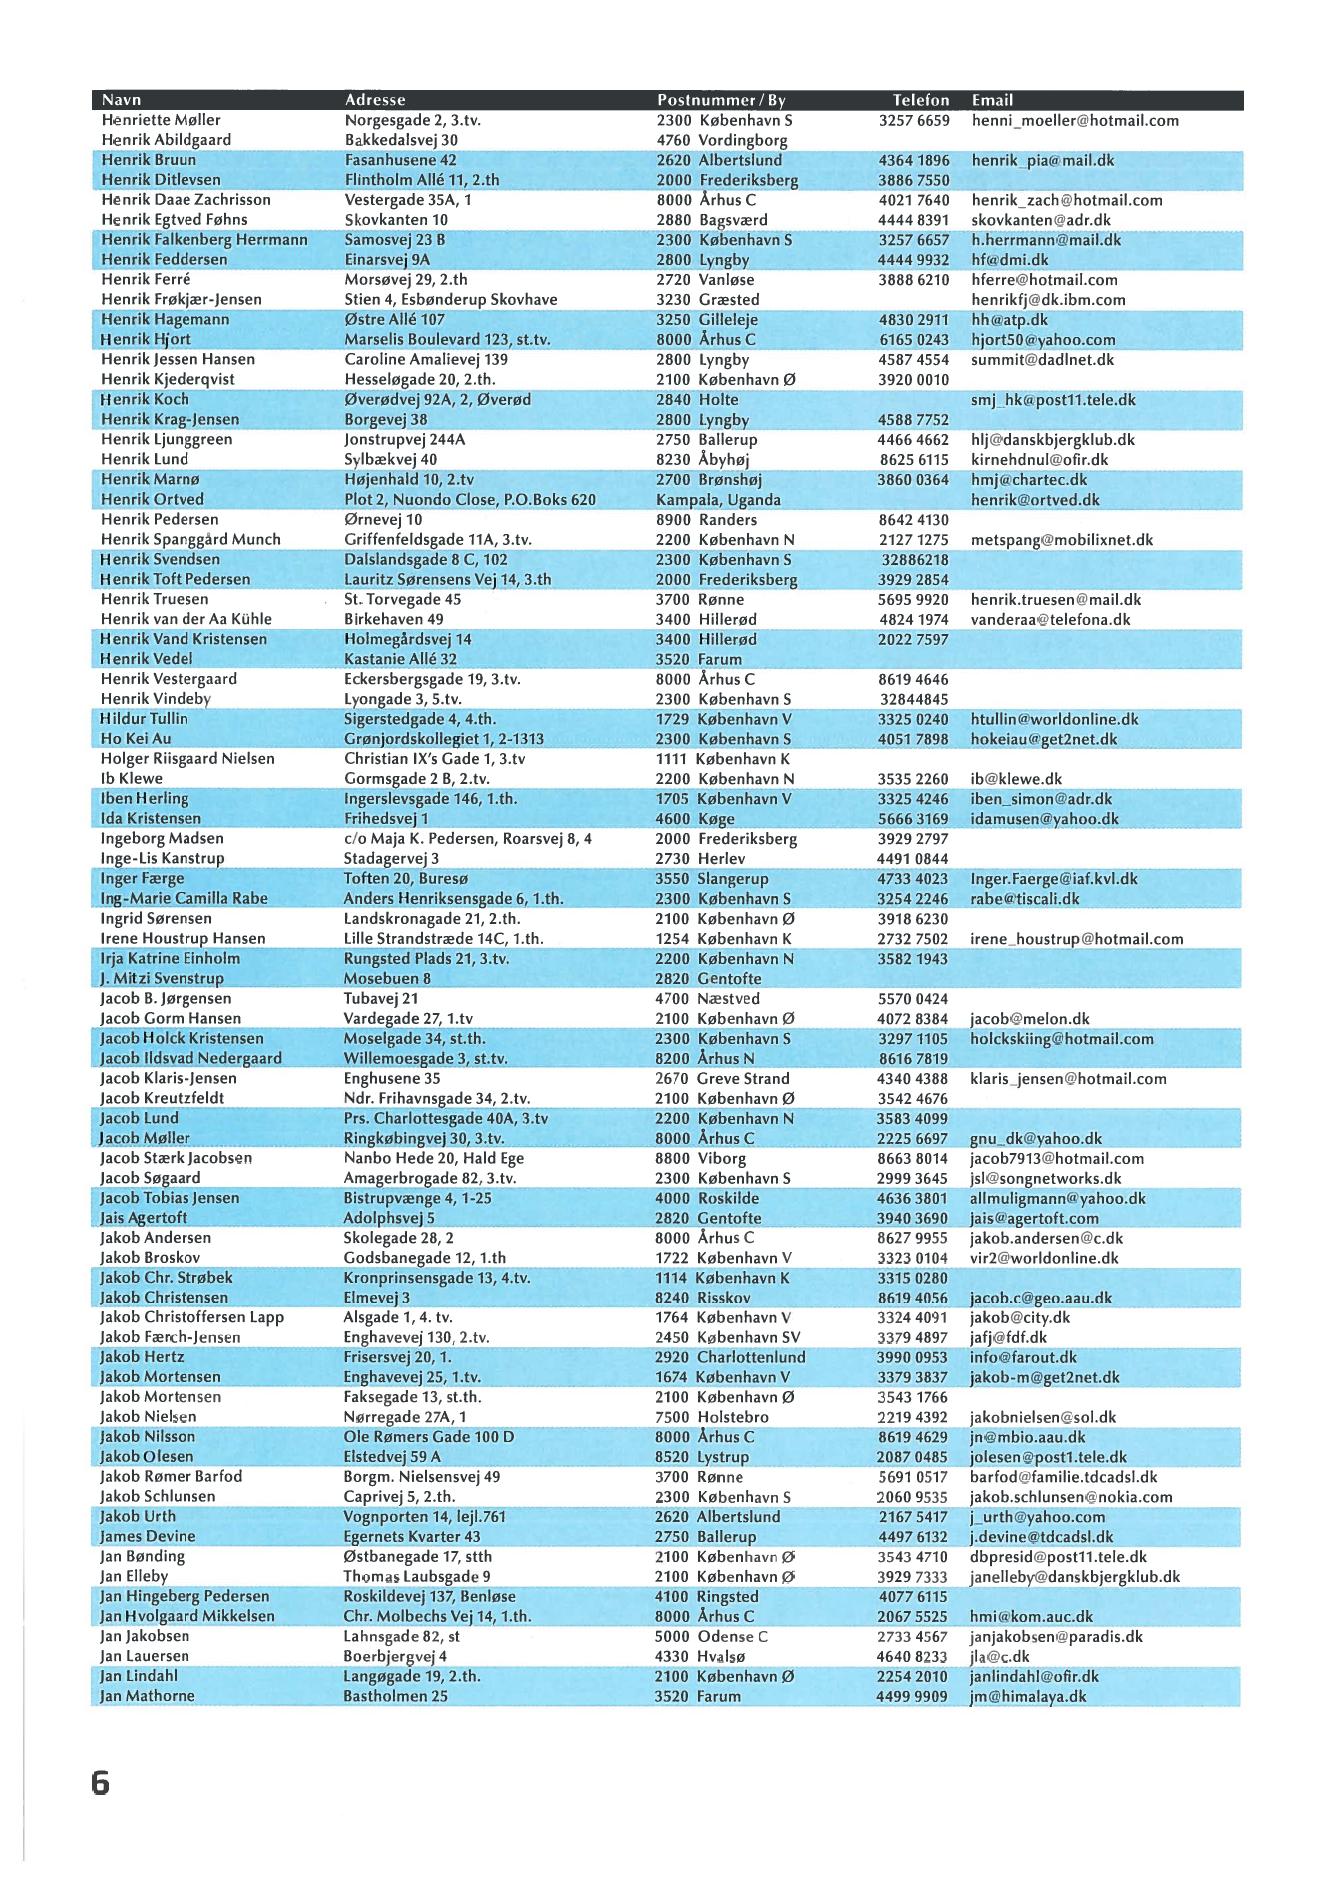 Navn Adresse Postnummer / By Telefon Email
Henriette Møller Norgesgade 2, 3.tv. 2300 København S 3257 6659 henni_moeller@hotmail.com
Henrik Abildgaard Bakkedalsvej 30 4760 Vordingborg
Henrik Bruun Fasanhusene 42 2620 Albertslund 4364 1896 henrik_pia@mail.dk
Henrik Ditlevsen Flintholm Allé 11, 2.th 2000 Frederiksberg 3886 7550
Henrik Daae Zachrisson Vestergade 35A, 1 8000 Århus C 4021 7640 henrik_zach@hotmail.com
Henrik Egtved Føhns Skovkanten 10 2880 Bagsværd 4444 8391 skovkanten@adr.dk
Henrik Falkenberg Herrmann Samosvej 23 B 2300 København S 3257 6657 h.herrmann@mail.dk
Henrik Feddersen Einarsvej 9A 2800 Lyngby 4444 9932 hf@dmi.dk
Henrik Ferré Morsøvej 29, 2.th 2720 Vanløse 3888 6210 hferre@hotmail.com
Henrik Frøkjær-Jensen Stien 4, Esbønderup Skovhave 3230 Græsted henrikfj@dk.ibm.com
Henrik Hagemann Østre Allé 107 3250 Gilleleje 4830 2911 hh@atp.dk
Henrik Hjort Marselis Boulevard 123, st.tv. 8000 Århus C 6165 0243 hjort50@yahoo.com
Henrik Jessen Hansen Caroline Amalievej 139 2800 Lyngby 4587 4554 summit@dadlnet.dk
Henrik Kjederqvist Hesseløgade 20, 2.th. 2100 København Ø 3920 0010
Henrik Koch Øverødvej 92A, 2, Øverød 2840 Holte smj_hk@post11.tele.dk
Henrik Krag-Jensen Borgevej 38 2800 Lyngby 4588 7752
Henrik Ljunggreen Jonstrupvej 244A 2750 Ballerup 4466 4662 hlj@danskbjergklub.dk
Henrik Lund Sylbækvej 40 8230 Åbyhøj 8625 6115 kirnehdnul@ofir.dk
Henrik Marnø Højenhald 10, 2.tv 2700 Brønshøj 3860 0364 hmj@chartec.dk
Henrik Ortved Plot 2, Nuondo Close, P.O.Boks 620 Kampala, Uganda henrik@ortved.dk
Henrik Pedersen Ørnevej 10 8900 Randers 8642 4130
Henrik Spanggård Munch Griffenfeldsgade 11A, 3.tv. 2200 København N 2127 1275 metspang@mobilixnet.dk
Henrik Svendsen Dalslandsgade 8 C, 102 2300 København S 32886218
Henrik Toft Pedersen Lauritz Sørensens Vej 14, 3.th 2000 Frederiksberg 3929 2854
Henrik Truesen St. Torvegade 45 3700 Rønne 5695 9920 henrik.truesen@mail.dk
Henrik van der Aa Kühle Birkehaven 49 3400 Hillerød 4824 1974 vanderaa@telefona.dk
Henrik Vand Kristensen Holmegårdsvej 14 3400 Hillerød 2022 7597
Henrik Vedel Kastanie Allé 32 3520 Farum
Henrik Vestergaard Eckersbergsgade 19, 3.tv. 8000 Århus C 8619 4646
Henrik Vindeby Lyongade 3, 5.tv. 2300 København S 32844845
Hildur Tullin Sigerstedgade 4, 4.th. 1729 København V 3325 0240 htullin@worldonline.dk
Ho Kei Au Grønjordskollegiet 1, 2-1313 2300 København S 4051 7898 hokeiau@get2net.dk
Holger Riisgaard Nielsen Christian IX's Gade 1, 3.tv 1111 København K
Ib Klewe Gormsgade 2 B, 2.tv. 2200 København N 3535 2260 ib@klewe.dk
Iben Herling Ingerslevsgade 146, 1.th. 1705 København V 3325 4246 iben_simon@adr.dk
Ida Kristensen Frihedsvej 1 4600 Køge 5666 3169 idamusen@yahoo.dk
Ingeborg Madsen c/o Maja K. Pedersen, Roarsvej 8, 4 2000 Frederiksberg 3929 2797
Inge-Lis Kanstrup Stadagervej 3 2730 Herlev 4491 0844
Inger Færge Toften 20, Buresø 3550 Slangerup 4733 4023 Inger.Faerge@iaf.kvl.dk
Ing-Marie Camilla Rabe Anders Henriksensgade 6, 1.th. 2300 København S 3254 2246 rabe@tiscali.dk
Ingrid Sørensen Landskronagade 21, 2.th. 2100 København Ø 3918 6230
Irene Houstrup Hansen Lille Strandstræde 14C, 1.th. 1254 København K 2732 7502 irene_houstrup@hotmail.com
Irja Katrine Einholm Rungsted Plads 21, 3.tv. 2200 København N 3582 1943
J. Mitzi Svenstrup Mosebuen 8 2820 Gentofte
Jacob B. Jørgensen Tubavej 21 4700 Næstved 5570 0424
Jacob Gorm Hansen Vardegade 27, 1.tv 2100 København Ø 4072 8384 jacob@melon.dk
Jacob Holck Kristensen Moselgade 34, st.th. 2300 København S 3297 1105 holckskiing@hotmail.com
Jacob Ildsvad Nedergaard Willemoesgade 3, st.tv. 8200 Århus N 8616 7819
Jacob Klaris-Jensen Enghusene 35 2670 Greve Strand 4340 4388 klaris_jensen@hotmail.com
Jacob Kreutzfeldt Ndr. Frihavnsgade 34, 2.tv. 2100 København Ø 3542 4676
Jacob Lund Prs. Charlottesgade 40A, 3.tv 2200 København N 3583 4099
Jacob Møller Ringkøbingvej 30, 3.tv. 8000 Århus C 2225 6697 gnu_dk@yahoo.dk
Jacob Stærk Jacobsen Nanbo Hede 20, Hald Ege 8800 Viborg 8663 8014 jacob7913@hotmail.com
Jacob Søgaard Amagerbrogade 82, 3.tv. 2300 København S 2999 3645 jsl@songnetworks.dk
Jacob Tobias Jensen Bistrupvænge 4, 1-25 4000 Roskilde 4636 3801 allmuligmann@yahoo.dk
Jais Agertoft Adolphsvej 5 2820 Gentofte 3940 3690 jais@agertoft.com
Jakob Andersen Skolegade 28, 2 8000 Århus C 8627 9955 jakob.andersen@c.dk
Jakob Broskov Godsbanegade 12, 1.th 1722 København V 3323 0104 vir2@worldonline.dk
Jakob Chr. Strøbek Kronprinsensgade 13, 4.tv. 1114 København K 3315 0280
Jakob Christensen Elmevej 3 8240 Risskov 8619 4056 jacob.c@geo.aau.dk
Jakob Christoffersen Lapp Alsgade 1, 4. tv. 1764 København V 3324 4091 jakob@city.dk
Jakob Færch-Jensen Enghavevej 130, 2.tv. 2450 København SV 3379 4897 jafj@fdf.dk
Jakob Hertz Frisersvej 20, 1. 2920 Charlottenlund 3990 0953 info@farout.dk
Jakob Mortensen Enghavevej 25, 1.tv. 1674 København V 3379 3837 jakob-m@get2net.dk
Jakob Mortensen Faksegade 13, st.th. 2100 København Ø 3543 1766
Jakob Nielsen Nørregade 27A, 1 7500 Holstebro 2219 4392 jakobnielsen@sol.dk
Jakob Nilsson Ole Rømers Gade 100 D 8000 Århus C 8619 4629 jn@mbio.aau.dk
Jakob Olesen Elstedvej 59 A 8520 Lystrup 2087 0485 jolesen@post1.tele.dk
Jakob Rømer Barfod Borgm. Nielsensvej 49 3700 Rønne 5691 0517 barfod@familie.tdcadsl.dk
Jakob Schlunsen Caprivej 5, 2.th. 2300 København S 2060 9535 jakob.schlunsen@nokia.com
Jakob Urth Vognporten 14, lejl.761 2620 Albertslund 2167 5417 j_urth@yahoo.com
James Devine Egernets Kvarter 43 2750 Ballerup 4497 6132 j.devine@tdcadsl.dk
Jan Bønding Østbanegade 17, stth 2100 København Ø 3543 4710 dbpresid@post11.tele.dk
Jan Elleby Thomas Laubsgade 9 2100 København Ø 3929 7333 janelleby@danskbjergklub.dk
Jan Hingeberg Pedersen Roskildevej 137, Benløse 4100 Ringsted 4077 6115
Jan Hvolgaard Mikkelsen Chr. Molbechs Vej 14, 1.th. 8000 Århus C 2067 5525 hmi@kom.auc.dk
Jan Jakobsen Lahnsgade 82, st 5000 Odense C 2733 4567 janjakobsen@paradis.dk
Jan Lauersen Boerbjergvej 4 4330 Hvalsø 4640 8233 jla@c.dk
Jan Lindahl Langøgade 19, 2.th. 2100 København Ø 2254 2010 janlindahl@ofir.dk
Jan Mathorne Bastholmen 25 3520 Farum 4499 9909 jm@himalaya.dk
6